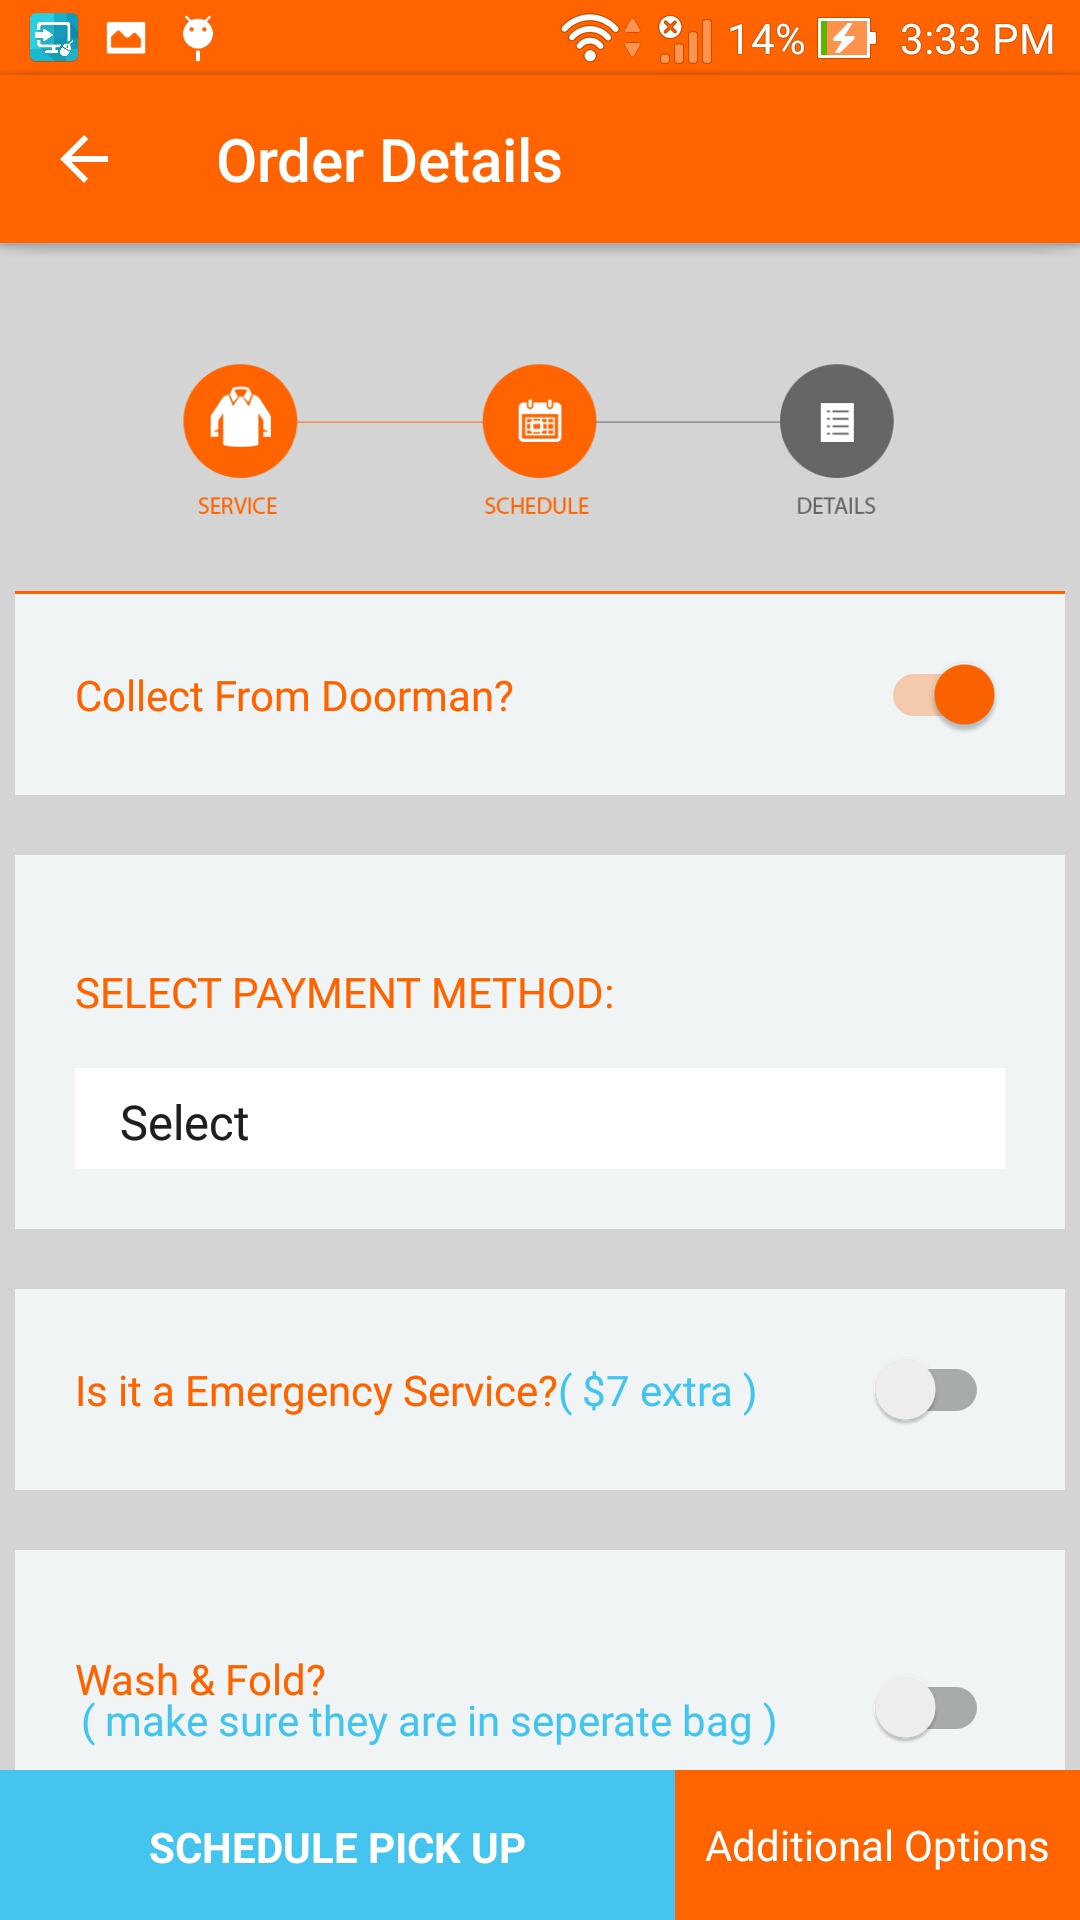 14% 3:33 PM
Order Details
SERVICE SCHEDULE DETAILS
Collect From Doorman?
SELECT PAYMENT METHOD:
Select
Is it a Emergency Service?( $7 extra )
Wash & Fold?
( make sure they are in seperate bag )
SCHEDULE PICK UP Additional Options